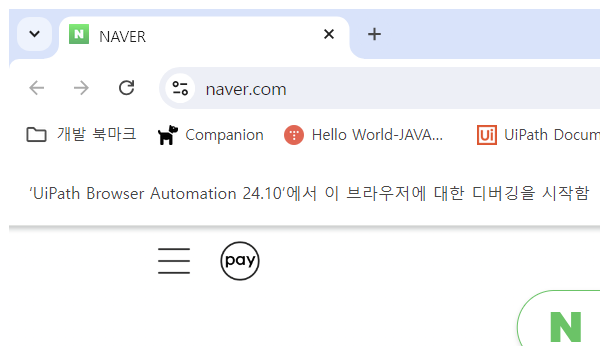 NAVER
naver.com
개발 북마크 Companion Hello World-JAVA... UiPath Docum
'UiPath Browser Automation 24.10'에서 이 브라우저에 대한 디버깅을 시작함
pay
N